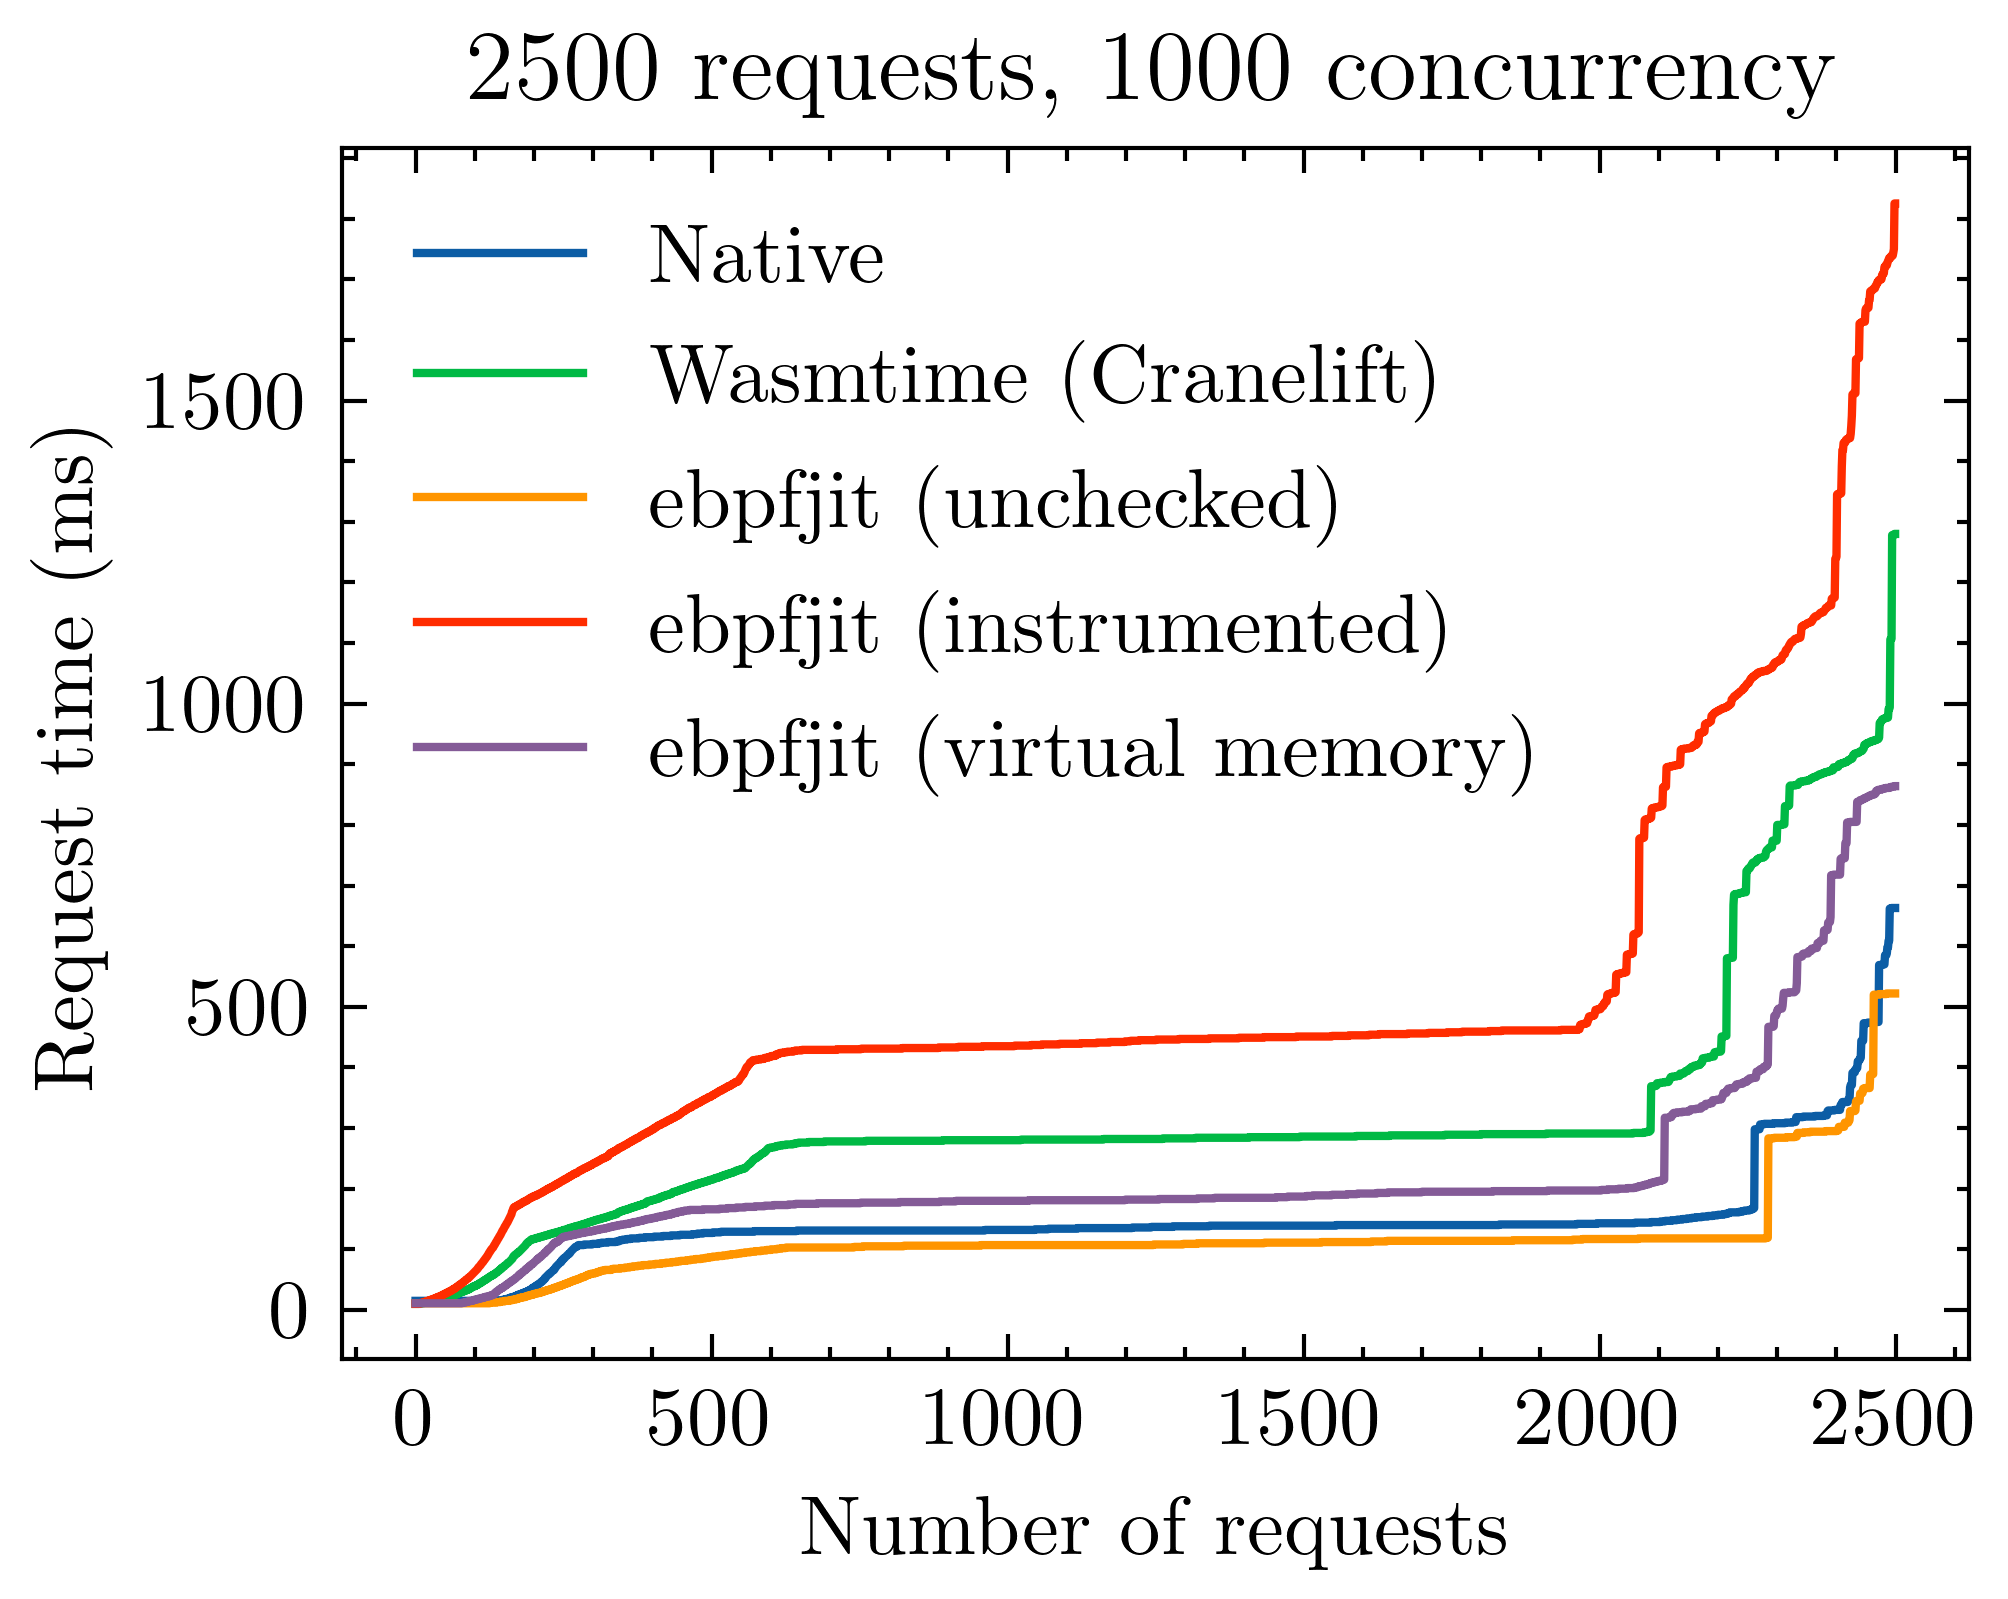 2500 requests, 1000 concurrency
Native
Wasmtime (Cranelift)
ebpfjit (unchecked)
ebpfjit (instrumented)
ebpfjit (virtual memory)
Request time (ms)
1500
1000
500
0
0 500 1000 1500 2000 2500
Number of requests